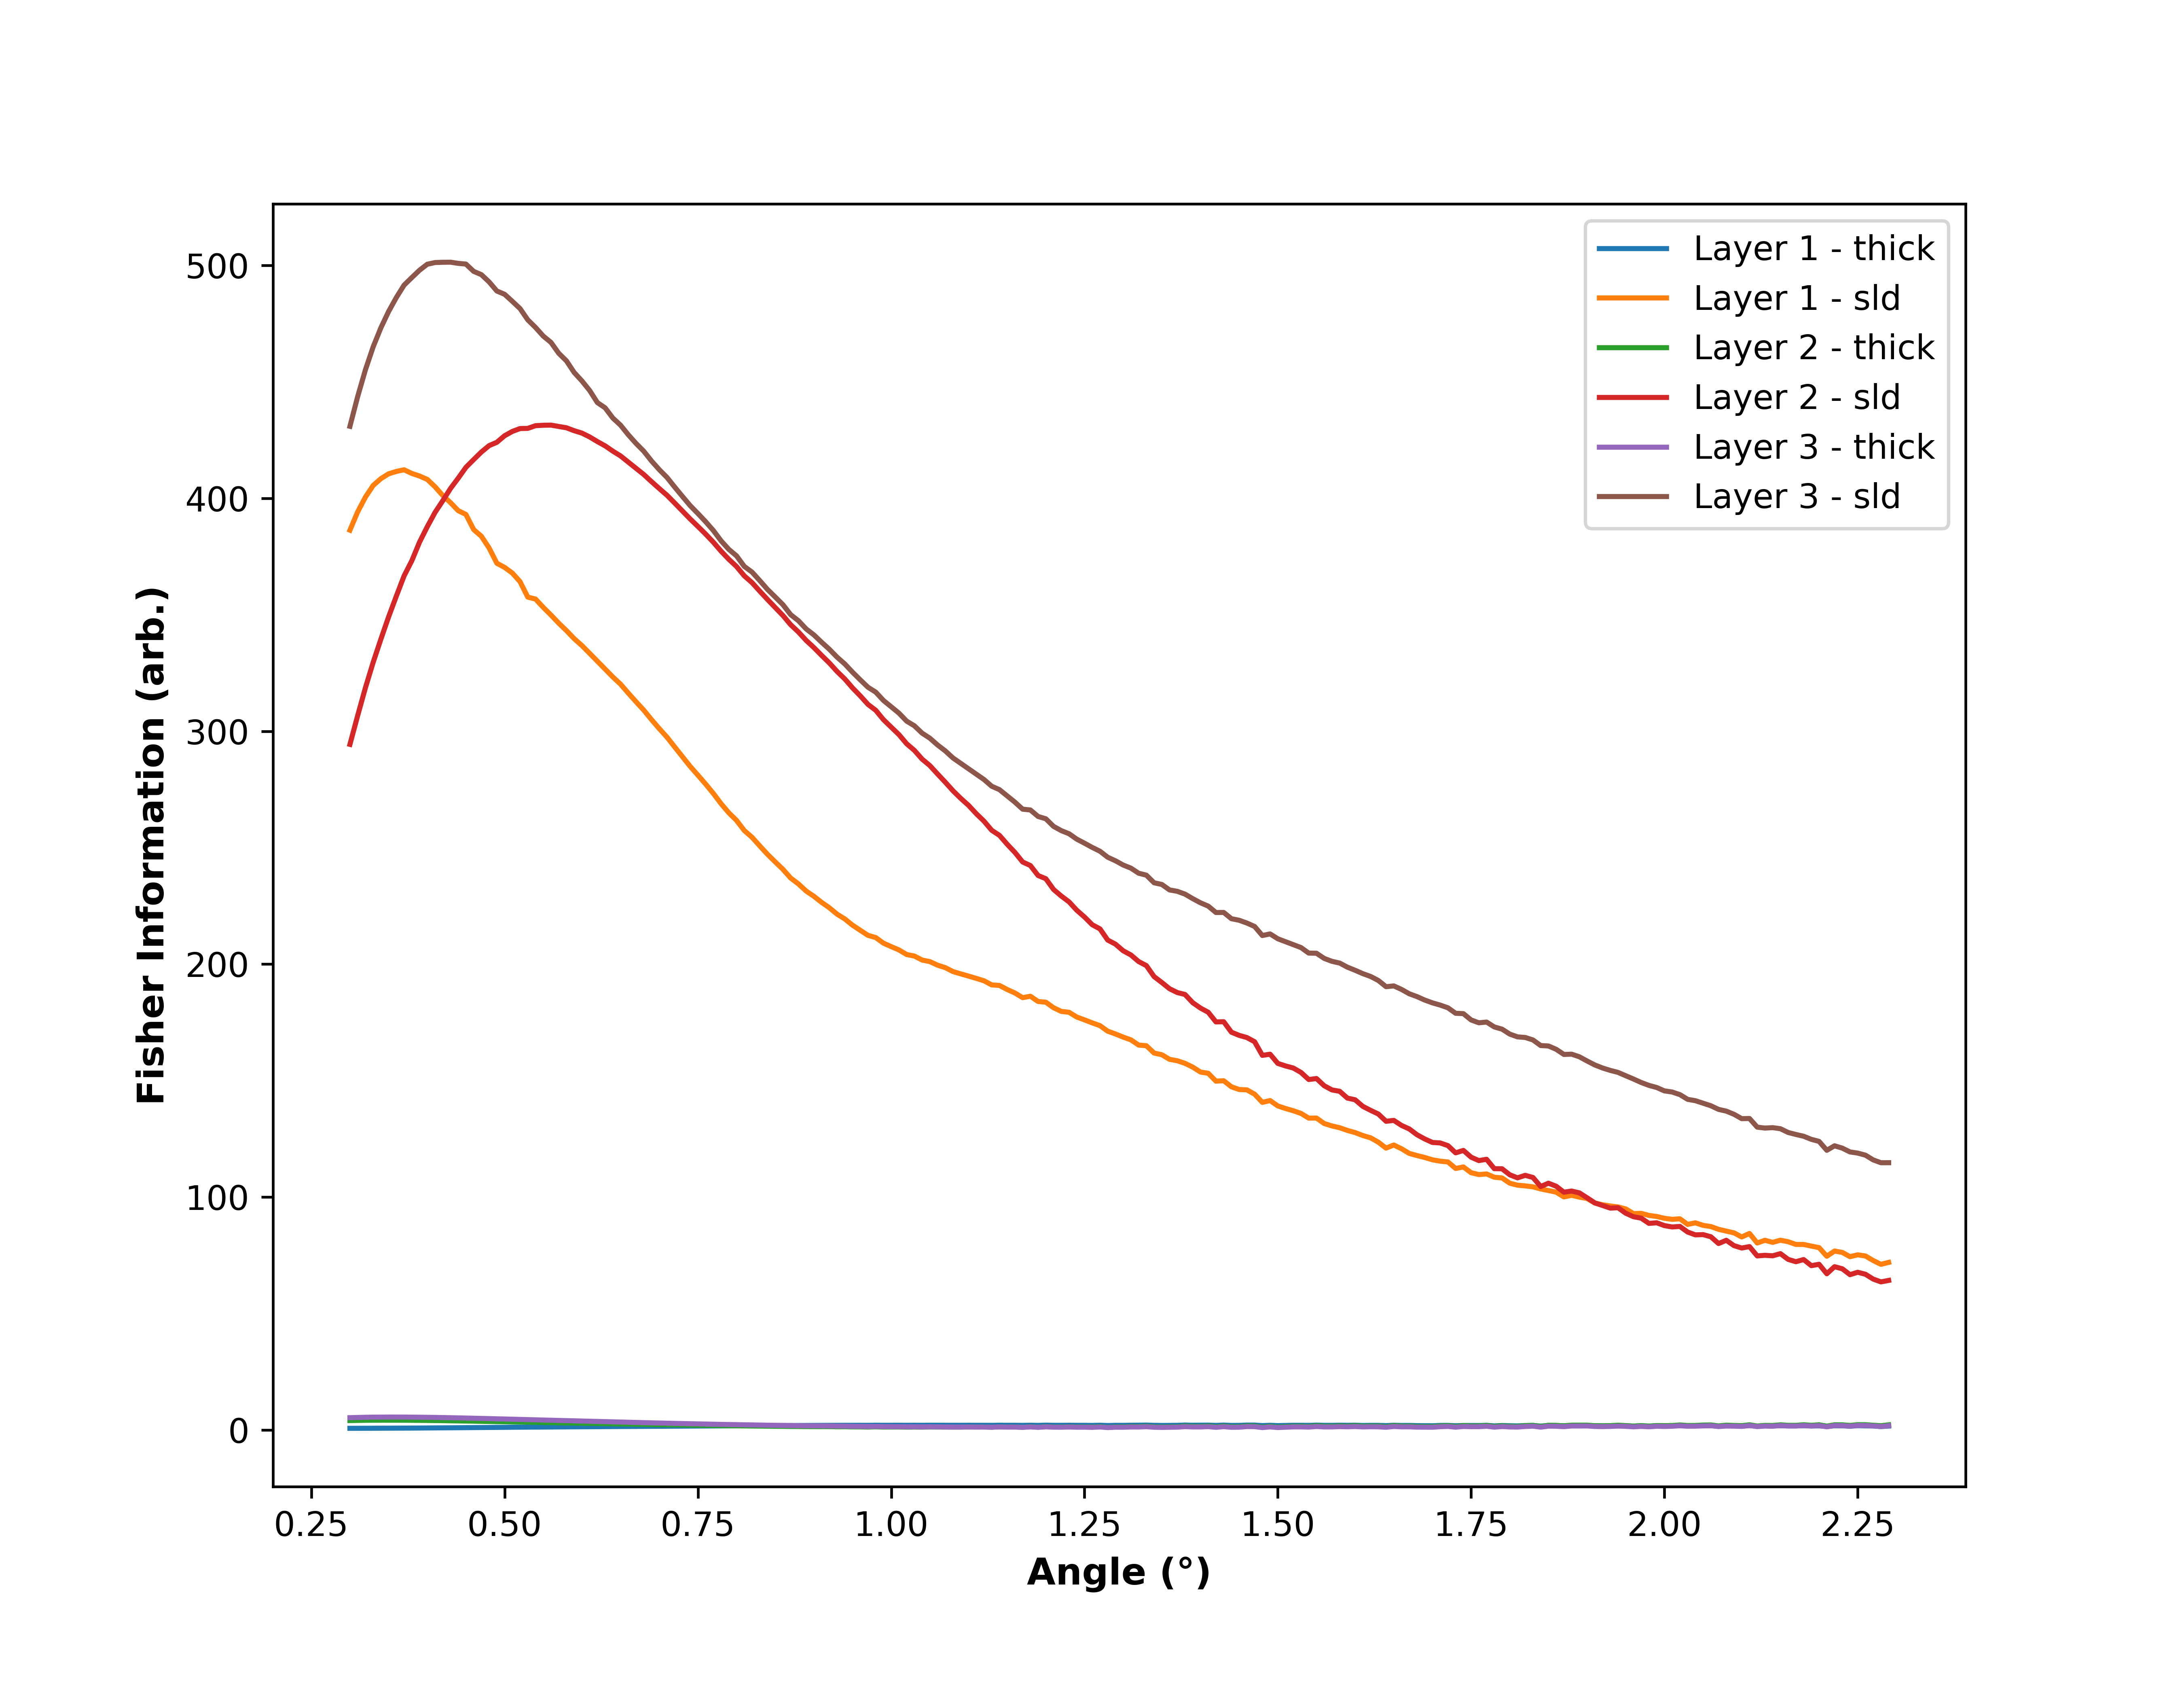 500
400
300
200
100
0
Fisher Information (arb.)
0.25 0.50 0.75 1.00 1.25 1.50 1.75 2.00 2.25
Angle (°)
Layer 1 - thick
Layer 1 - sld
Layer 2 - thick
Layer 2 - sld
Layer 3 - thick
Layer 3 - sld